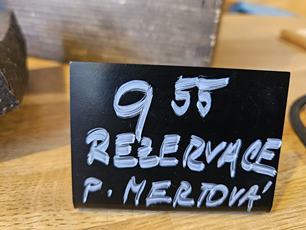 9 55
REZERVACE
P. MERTOVÁ